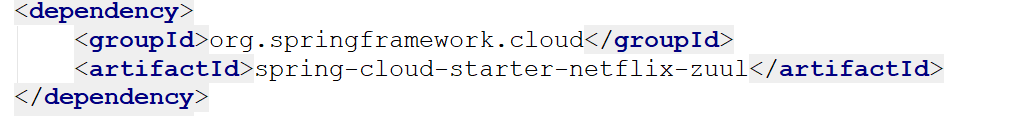 <dependency>
    <groupId>org.springframework.cloud</groupId>
    <artifactId>spring-cloud-starter-netflix-zuul</artifactId>
</dependency>